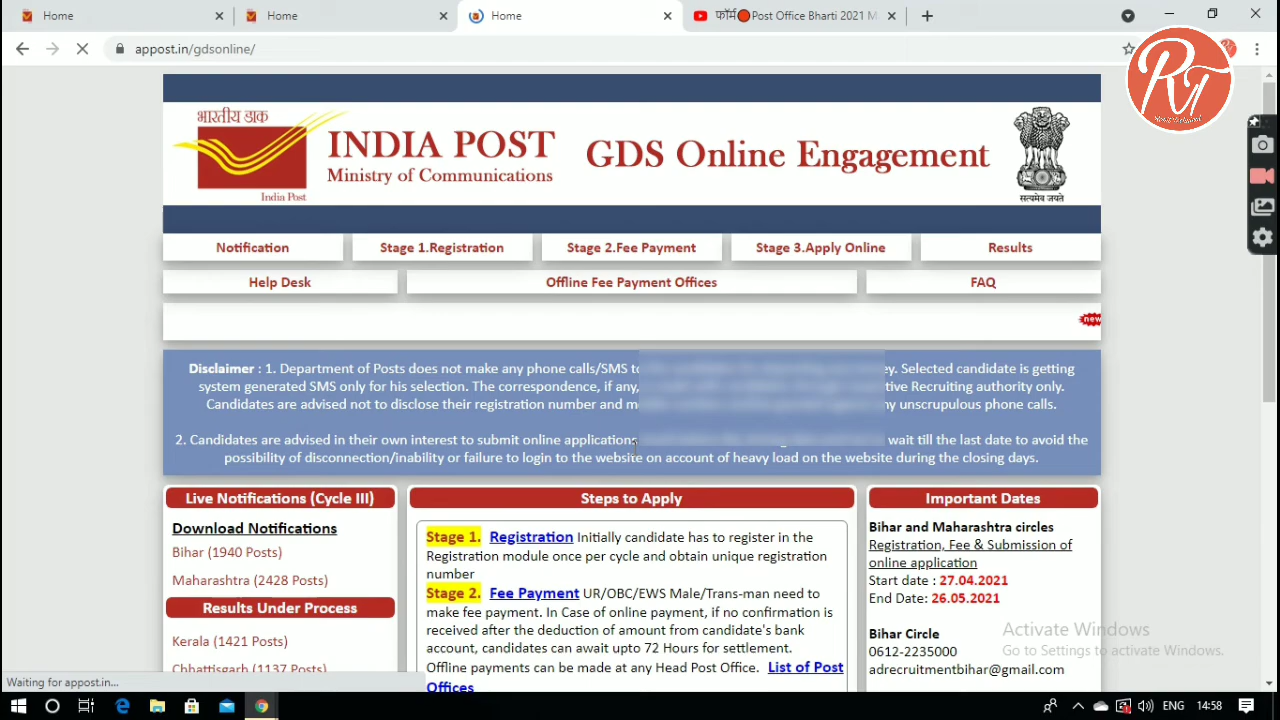 Home
Home
Home
फॉर्म Post Office Bharti 2021 M
appost.in/gdsonline/
RT
भारतीय डाक
India Post
INDIA POST
Ministry of Communications
GDS Online Engagement
सत्यमेव जयते
Notification
Stage 1.Registration
Stage 2.Fee Payment
Stage 3.Apply Online
Results
Help Desk
Offline Fee Payment Offices
FAQ
new
Disclaimer : 1. Department of Posts does not make any phone calls/SMS to ey. Selected candidate is getting
system generated SMS only for his selection. The correspondence, if any, tive Recruiting authority only.
Candidates are advised not to disclose their registration number and m ny unscrupulous phone calls.
2. Candidates are advised in their own interest to submit online applications wait till the last date to avoid the
possibility of disconnection/inability or failure to login to the website on account of heavy load on the website during the closing days.
Live Notifications (Cycle III)
Download Notifications
Bihar (1940 Posts)
Maharashtra (2428 Posts)
Results Under Process
Kerala (1421 Posts)
Chhattisgarh (1137 Posts)
Steps to Apply
Stage 1. Registration Initially candidate has to register in the
Registration module once per cycle and obtain unique registration
number
Stage 2. Fee Payment UR/OBC/EWS Male/Trans-man need to
make fee payment. In Case of online payment, if no confirmation is
received after the deduction of amount from candidate's bank
account, candidates can await upto 72 Hours for settlement.
Offline payments can be made at any Head Post Office. List of Post
Offices
Important Dates
Bihar and Maharashtra circles
Registration, Fee & Submission of
online application
Start date : 27.04.2021
End Date: 26.05.2021
Bihar Circle
0612-2235000
adrecruitmentbihar@gmail.com
Activate Windows
Go to Settings to activate Windows.
Waiting for appost.in...
ENG
14:58